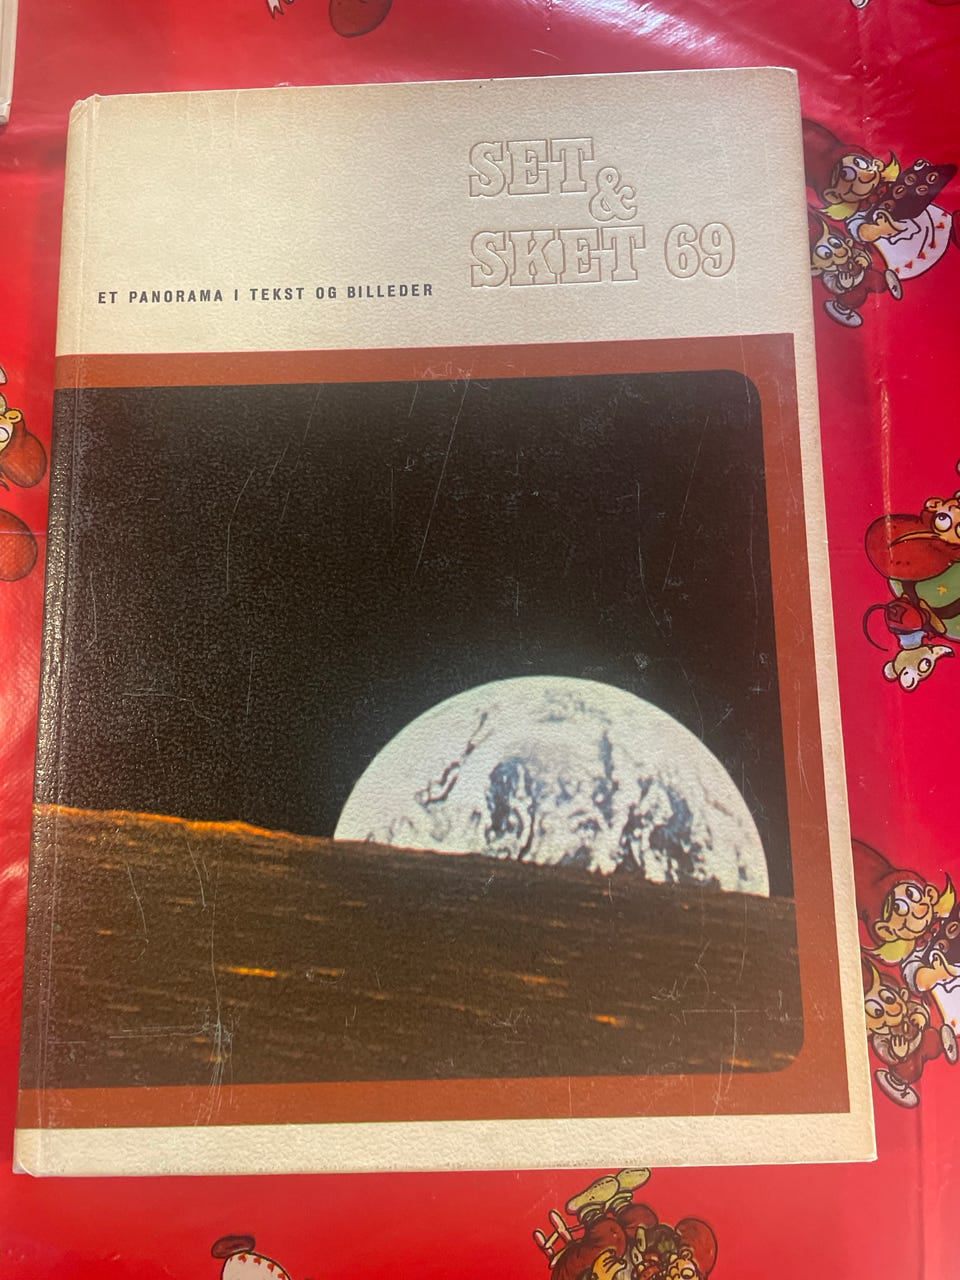 SET
&
SKET 69
ET PANORAMA I TEKST OG BILLEDER